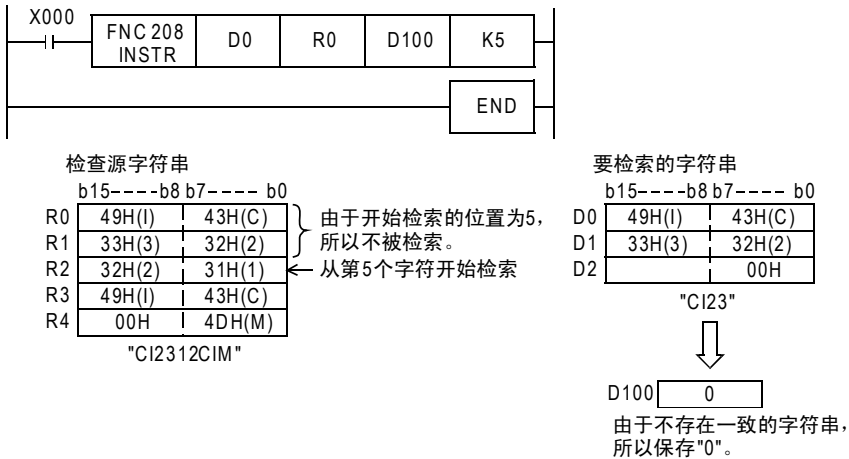 X000
FNC 208
INSTR
D0
R0
D100
K5
END
检查源字符串
b15----b8 b7---- b0
R0 49H(I) 43H(C)
R1 33H(3) 32H(2)
R2 32H(2) 31H(1)
R3 49H(I) 43H(C)
R4 00H 4DH(M)
"CI2312CIM"
由于开始检索的位置为5，
所以不被检索。
从第5个字符开始检索
要检索的字符串
b15----b8 b7---- b0
D0 49H(I) 43H(C)
D1 33H(3) 32H(2)
D2 00H
"CI23"
D100 0
由于不存在一致的字符串，
所以保存"0"。